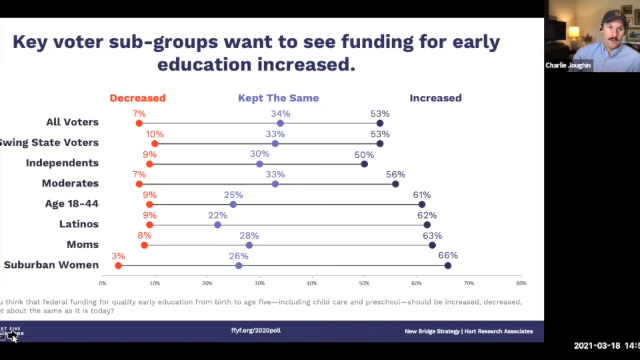 Key voter sub-groups want to see funding for early
education increased.
Decreased Kept The Same Increased
All Voters 7% 34% 53%
Swing State Voters 10% 33% 53%
Independents 9% 30% 50%
Moderates 7% 33% 56%
Age 18-44 9% 25% 61%
Latinos 9% 22% 62%
Moms 8% 28% 63%
Suburban Women 3% 26% 66%
0% 10% 20% 30% 40% 50% 60% 70% 80%
u think that federal funding for quality early education from birth to age five—including child care and preschool—should be increased, decreased,
pt about the same as it is today?
ffyf.org/2020poll
New Bridge Strategy | Hart Research Associates
Charlie Joughin
2021-03-18 14:5